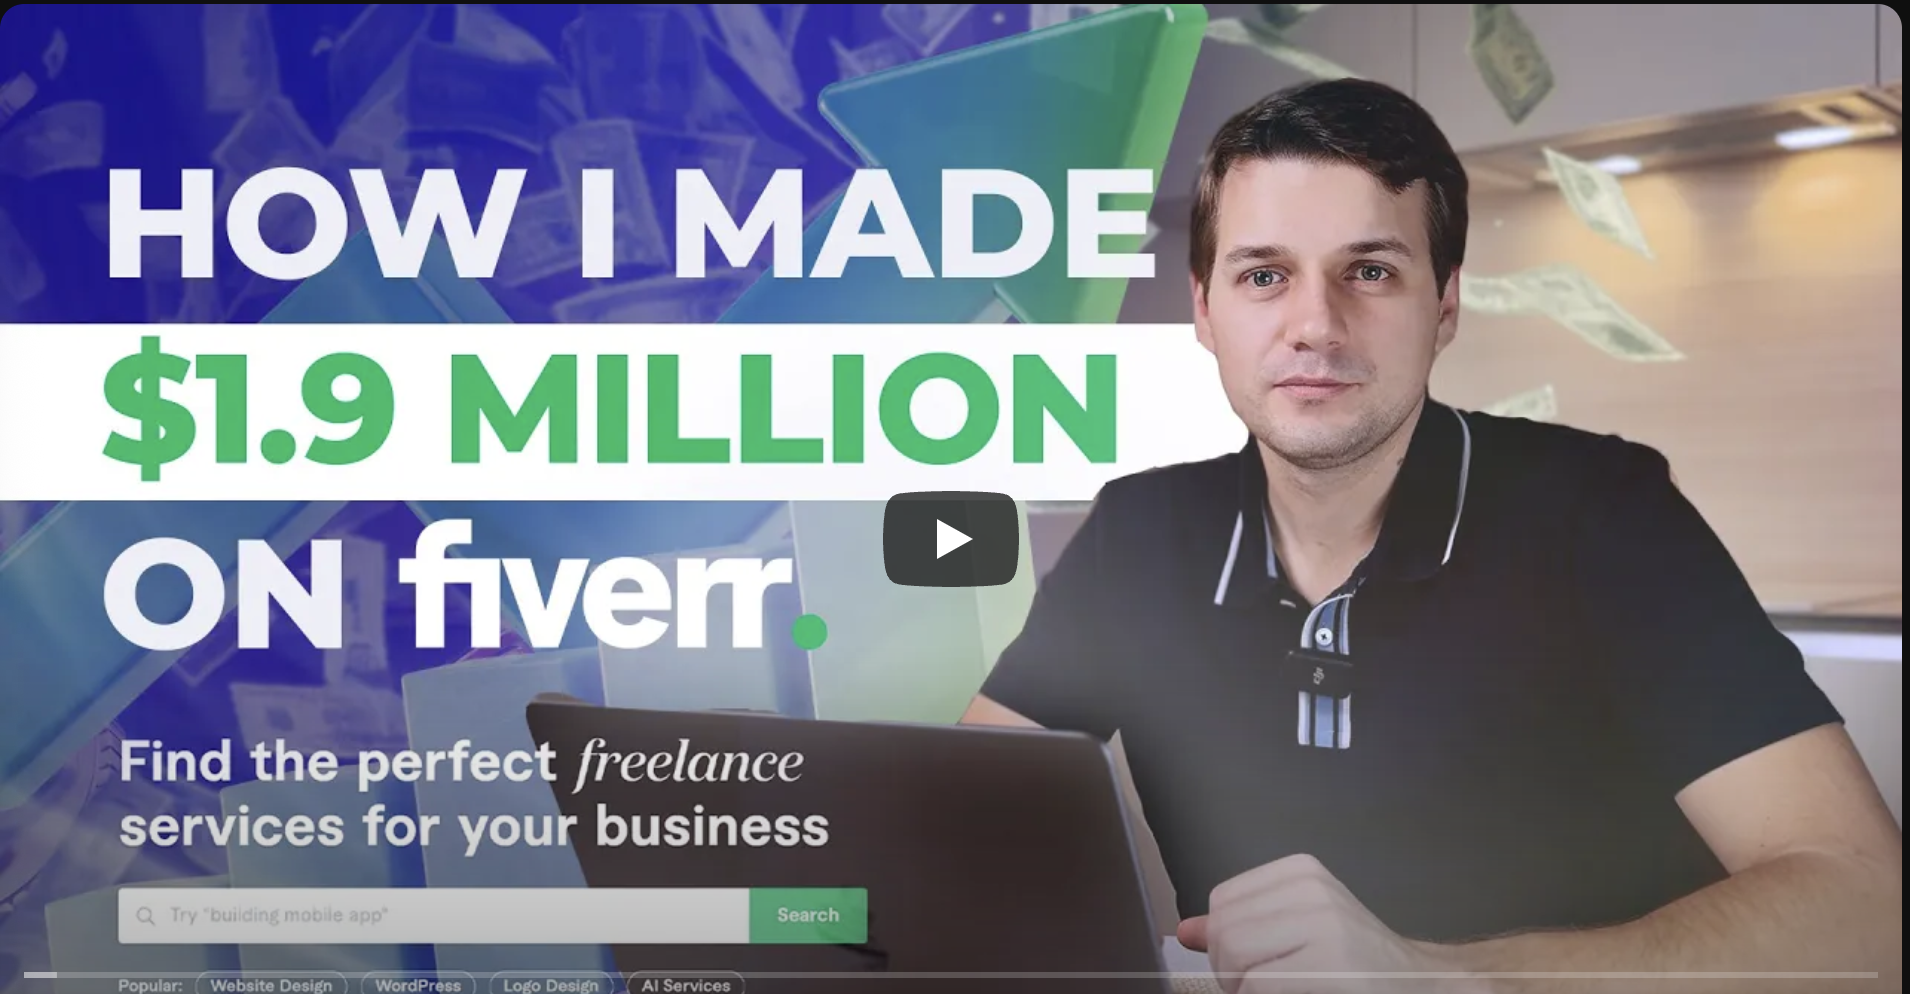 HOW I MADE
$1.9 MILLION
ON fiverr.
Find the perfect freelance
services for your business
Try "building mobile app"
Search
Popular: Website Design WordPress Logo Design AI Services